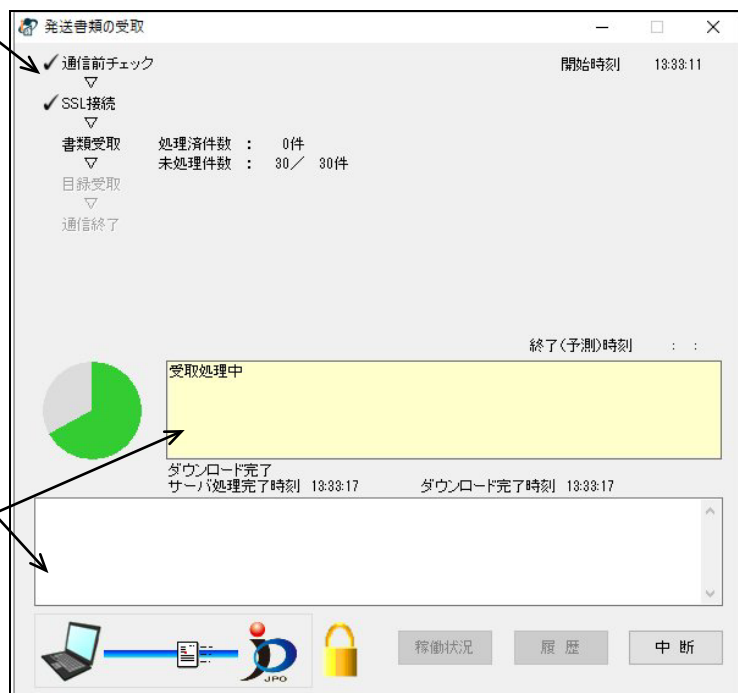 発送書類の受取
通信前チェック
開始時刻 13:33:11
▽
SSL接続
▽
書類受取 処理済件数 : 0件
▽ 未処理件数 : 30/ 30件
目録受取
▽
通信終了
終了(予測)時刻 : :
受取処理中
ダウンロード完了
サーバ処理完了時刻 13:33:17 ダウンロード完了時刻 13:33:17
JPO
稼働状況 履 歴 中 断